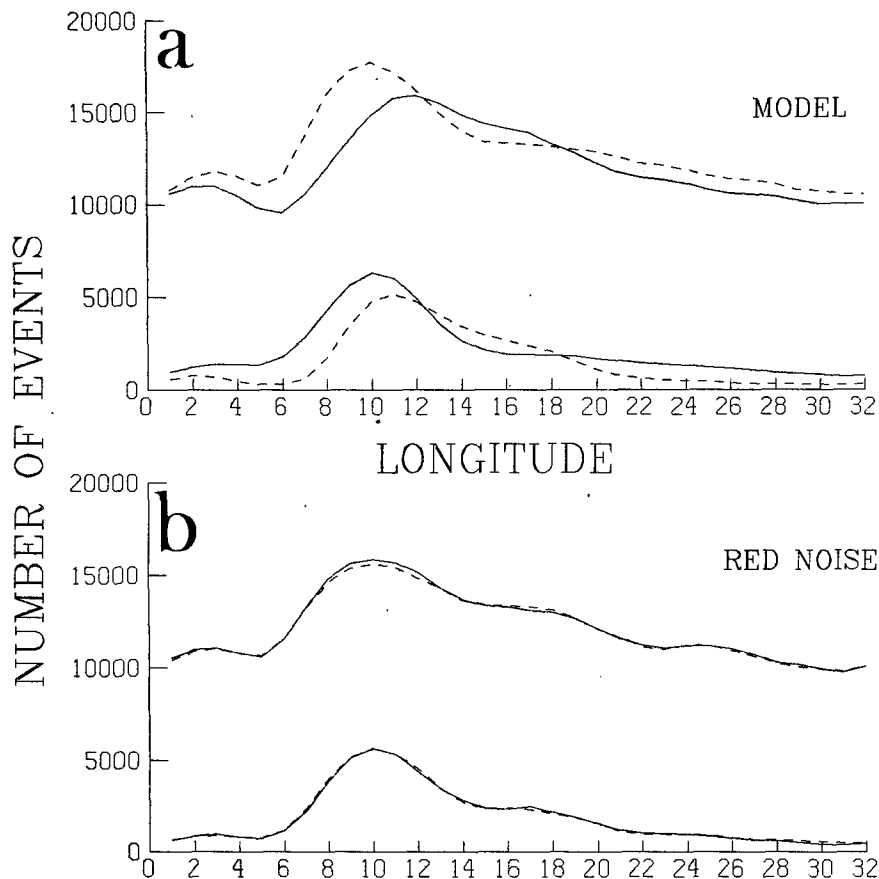 a
MODEL
20000
15000
10000
5000
0
0 2 4 6 8 10 12 14 16 18 20 22 24 26 28 30 32
NUMBER OF EVENTS
LONGITUDE
b
RED NOISE
20000
15000
10000
5000
0
0 2 4 6 8 10 12 14 16 18 20 22 24 26 28 30 32